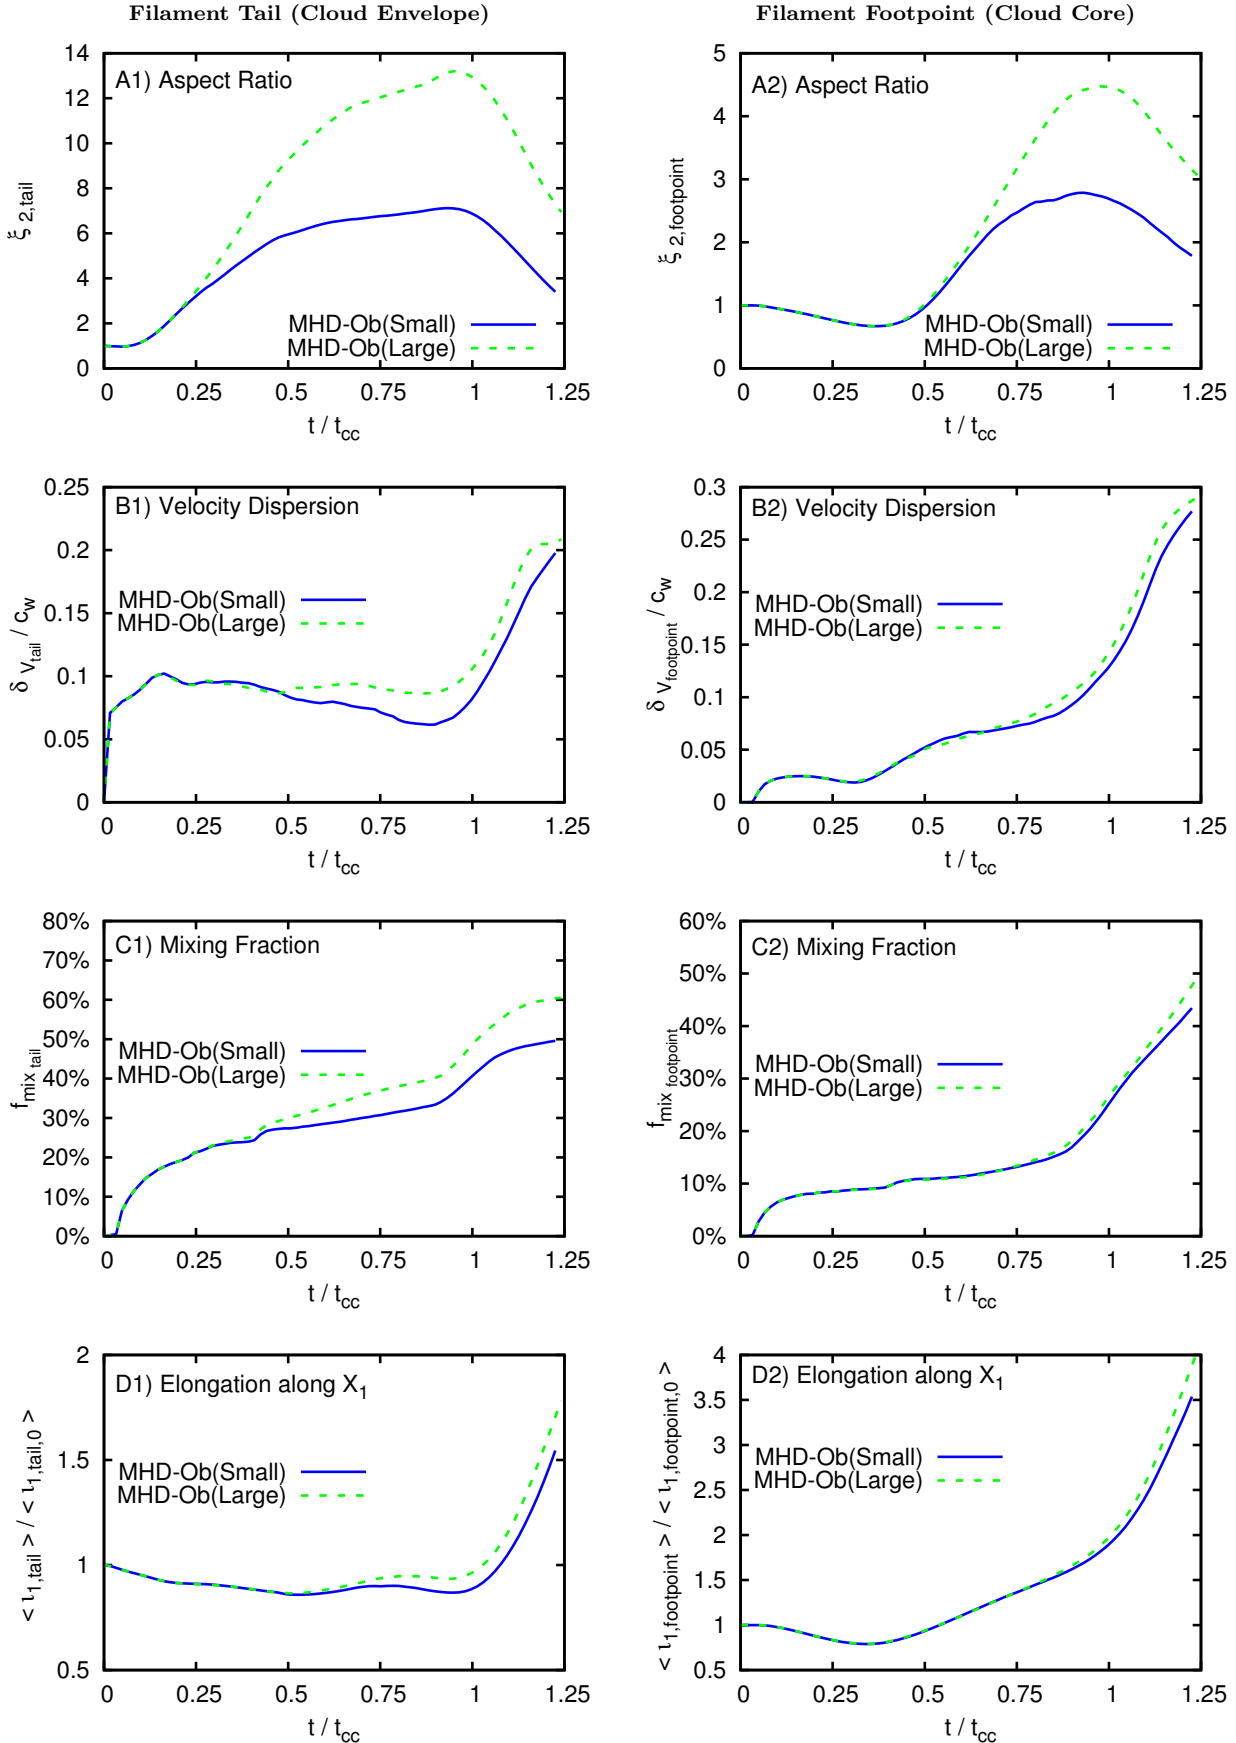 Filament Tail (Cloud Envelope)
Filament Footpoint (Cloud Core)
A1) Aspect Ratio
ξ 2,tail
14
12
10
8
6
4
2
0
MHD-Ob(Small)
MHD-Ob(Large)
0 0.25 0.5 0.75 1 1.25
t / tcc
A2) Aspect Ratio
ξ 2,footpoint
5
4
3
2
1
0
MHD-Ob(Small)
MHD-Ob(Large)
0 0.25 0.5 0.75 1 1.25
t / tcc
B1) Velocity Dispersion
δ Vtail / cw
0.25
0.2
0.15
0.1
0.05
0
MHD-Ob(Small)
MHD-Ob(Large)
0 0.25 0.5 0.75 1 1.25
t / tcc
B2) Velocity Dispersion
δ Vfootpoint / cw
0.3
0.25
0.2
0.15
0.1
0.05
0
MHD-Ob(Small)
MHD-Ob(Large)
0 0.25 0.5 0.75 1 1.25
t / tcc
C1) Mixing Fraction
fmix tail
80%
70%
60%
50%
40%
30%
20%
10%
0%
MHD-Ob(Small)
MHD-Ob(Large)
0 0.25 0.5 0.75 1 1.25
t / tcc
C2) Mixing Fraction
fmix footpoint
60%
50%
40%
30%
20%
10%
0%
MHD-Ob(Small)
MHD-Ob(Large)
0 0.25 0.5 0.75 1 1.25
t / tcc
D1) Elongation along X1
< ι1,tail > / < ι1,tail,0 >
2
1.5
1
0.5
MHD-Ob(Small)
MHD-Ob(Large)
0 0.25 0.5 0.75 1 1.25
t / tcc
D2) Elongation along X1
< ι1,footpoint > / < ι1,footpoint,0 >
4
3.5
3
2.5
2
1.5
1
0.5
MHD-Ob(Small)
MHD-Ob(Large)
0 0.25 0.5 0.75 1 1.25
t / tcc